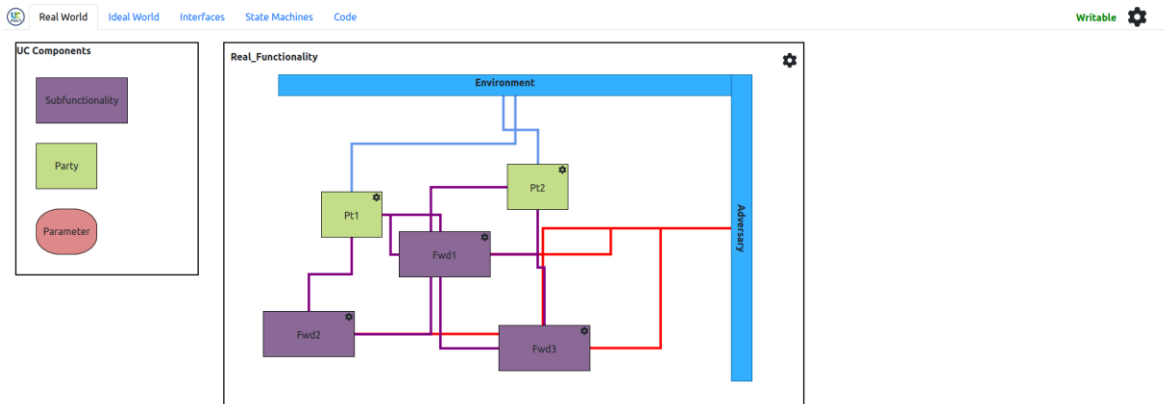 Real World Ideal World Interfaces State Machines Code Writable
UC Components
Subfunctionality
Party
Parameter
Real_Functionality
Environment
Adversary
Pt2
Pt1
Fwd1
Fwd2
Fwd3